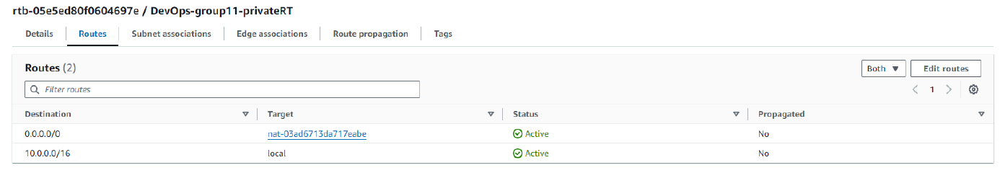 rtb-05e5ed80f0604697e / DevOps-group11-privateRT
Details Routes Subnet associations Edge associations Route propagation Tags
Routes (2) Both Edit routes
Filter routes 1
Destination Target Status Propagated
0.0.0.0/0 nat-03ad6713da717eabe Active No
10.0.0.0/16 local Active No